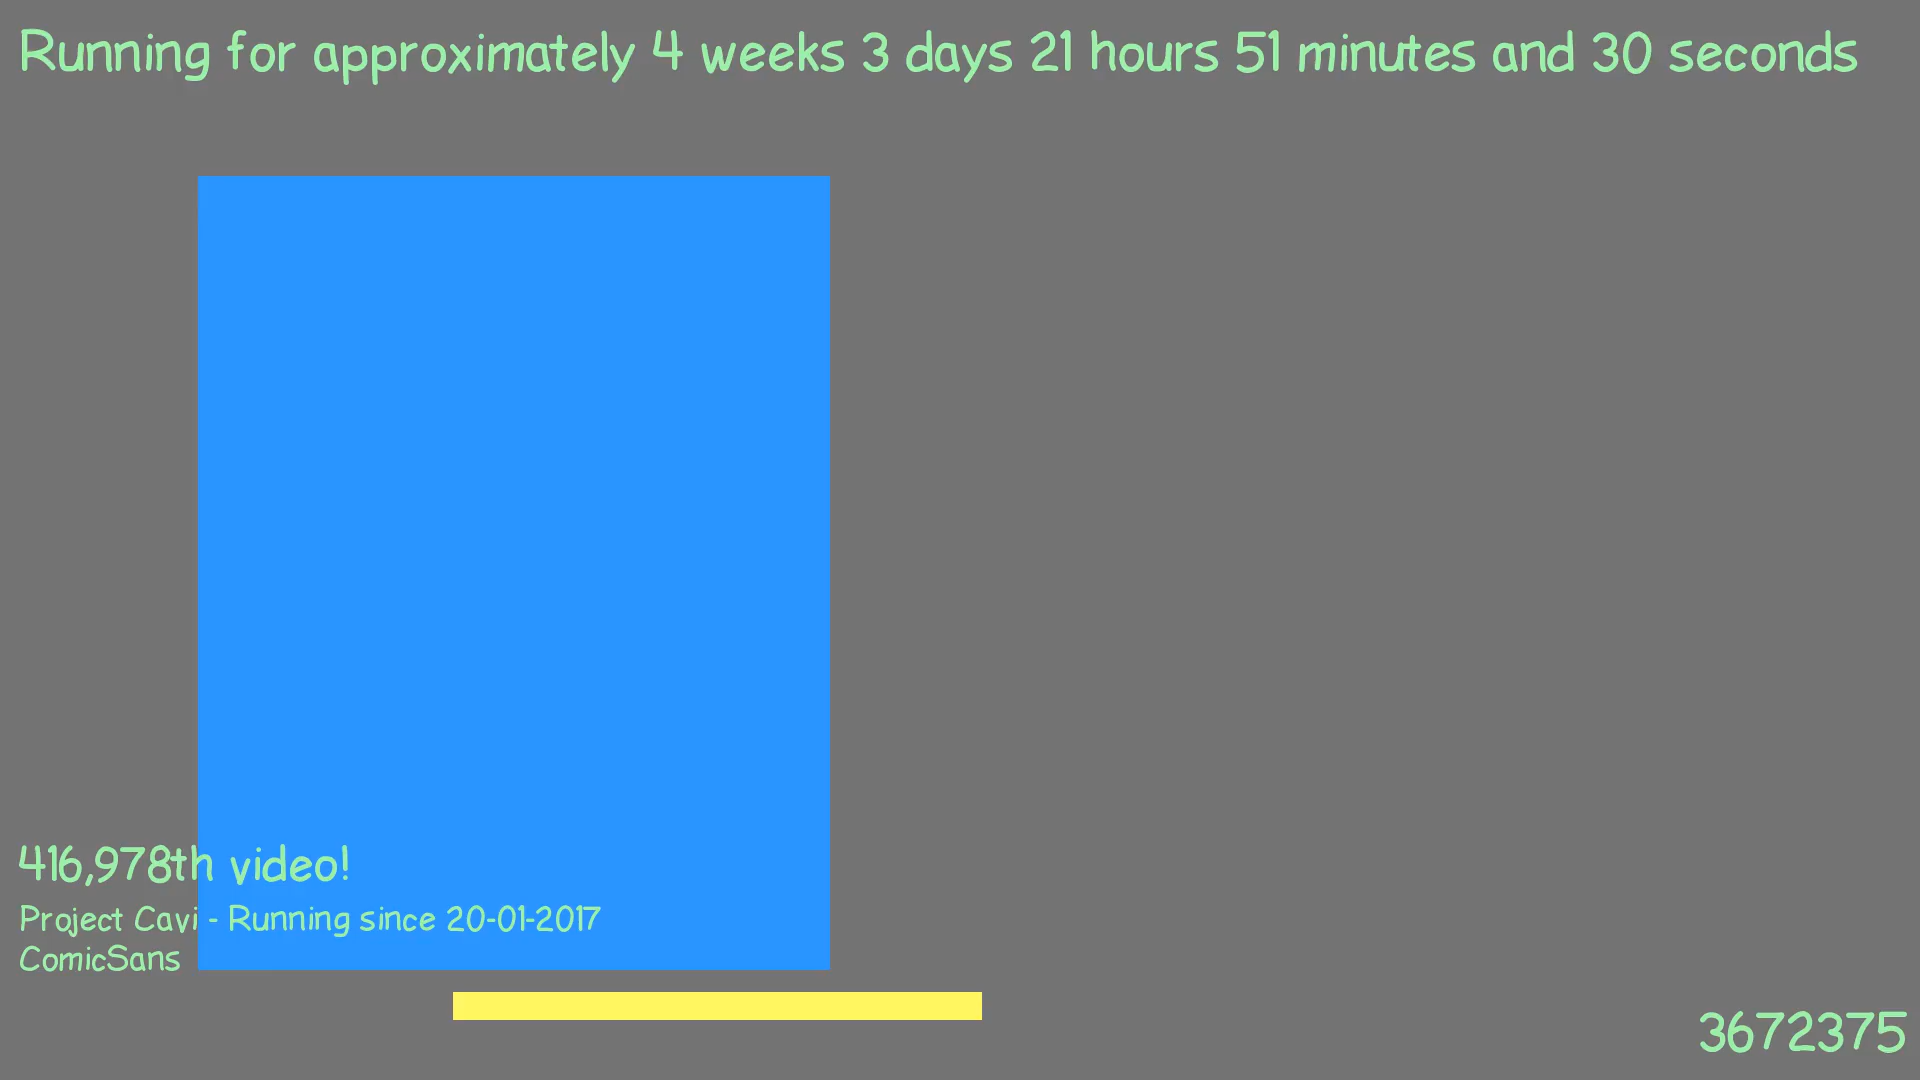 Running for approximately 4 weeks 3 days 21 hours 51 minutes and 30 seconds
416,978th video!
Project Cavi - Running since 20-01-2017
ComicSans
3672375